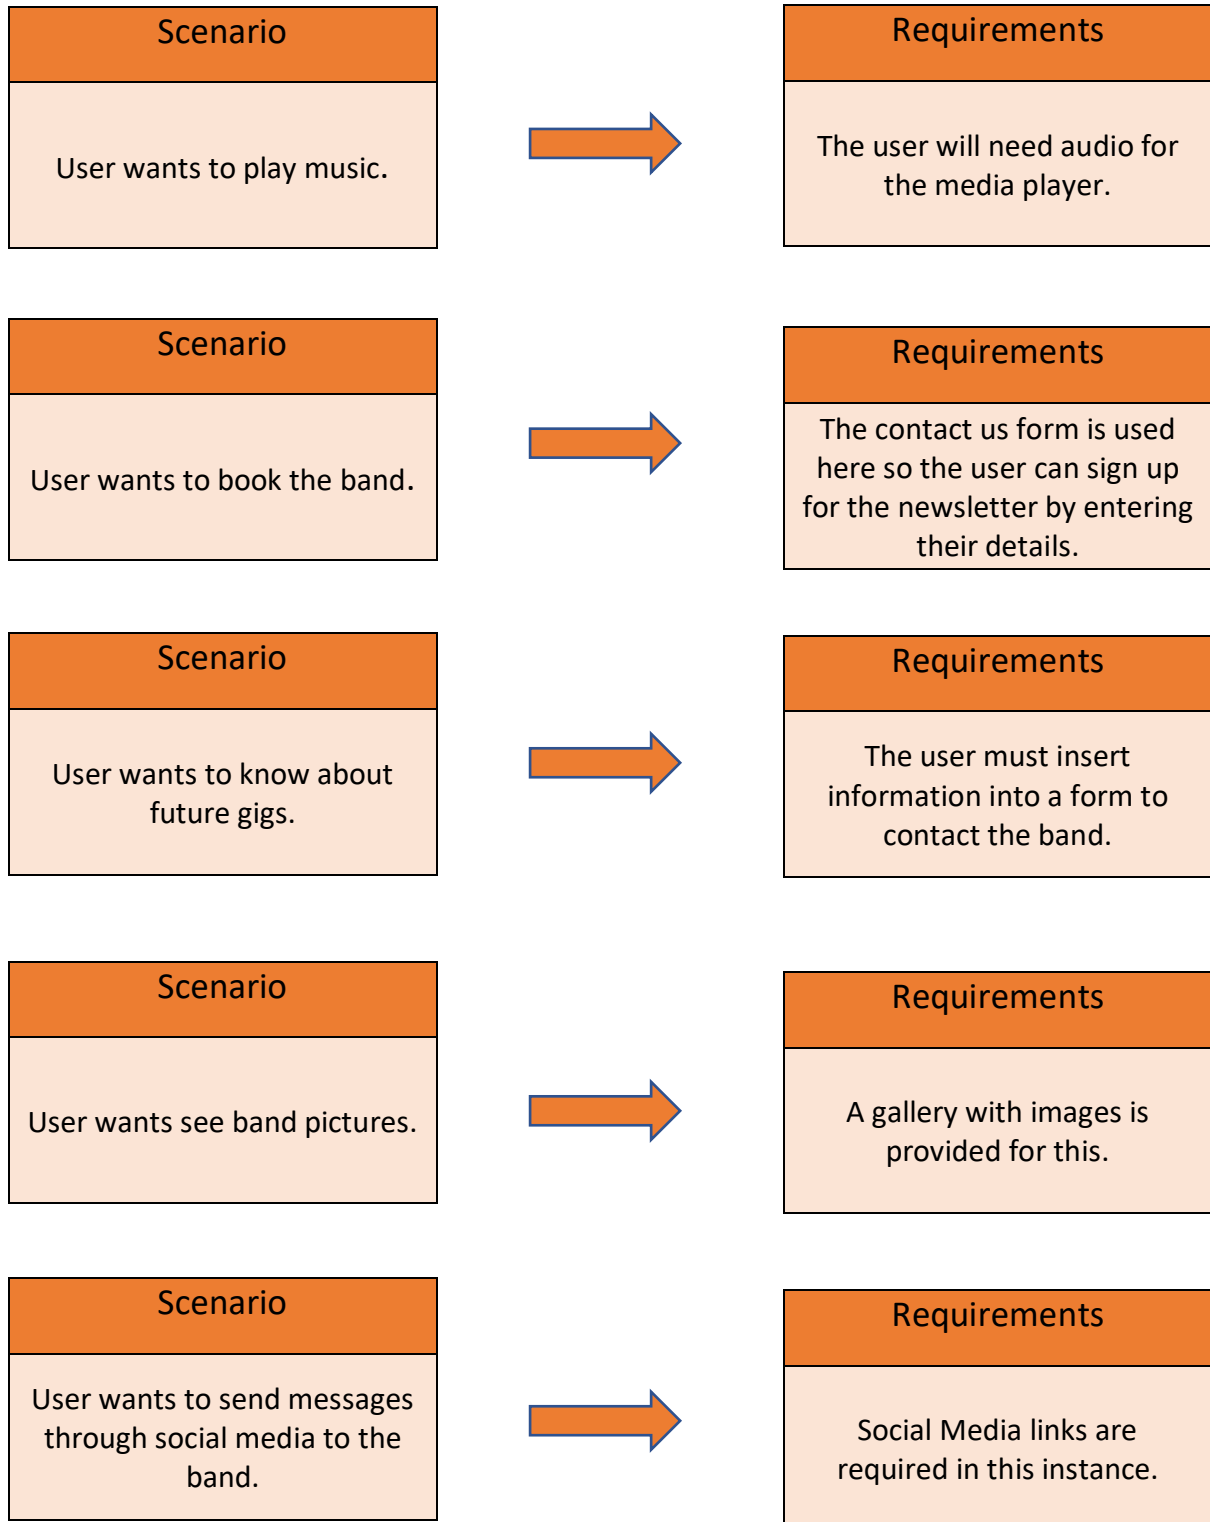 Scenario
User wants to play music.
Requirements
The user will need audio for
the media player.
Scenario
User wants to book the band.
Requirements
The contact us form is used
here so the user can sign up
for the newsletter by entering
their details.
Scenario
User wants to know about
future gigs.
Requirements
The user must insert
information into a form to
contact the band.
Scenario
User wants see band pictures.
Requirements
A gallery with images is
provided for this.
Scenario
User wants to send messages
through social media to the
band.
Requirements
Social Media links are
required in this instance.